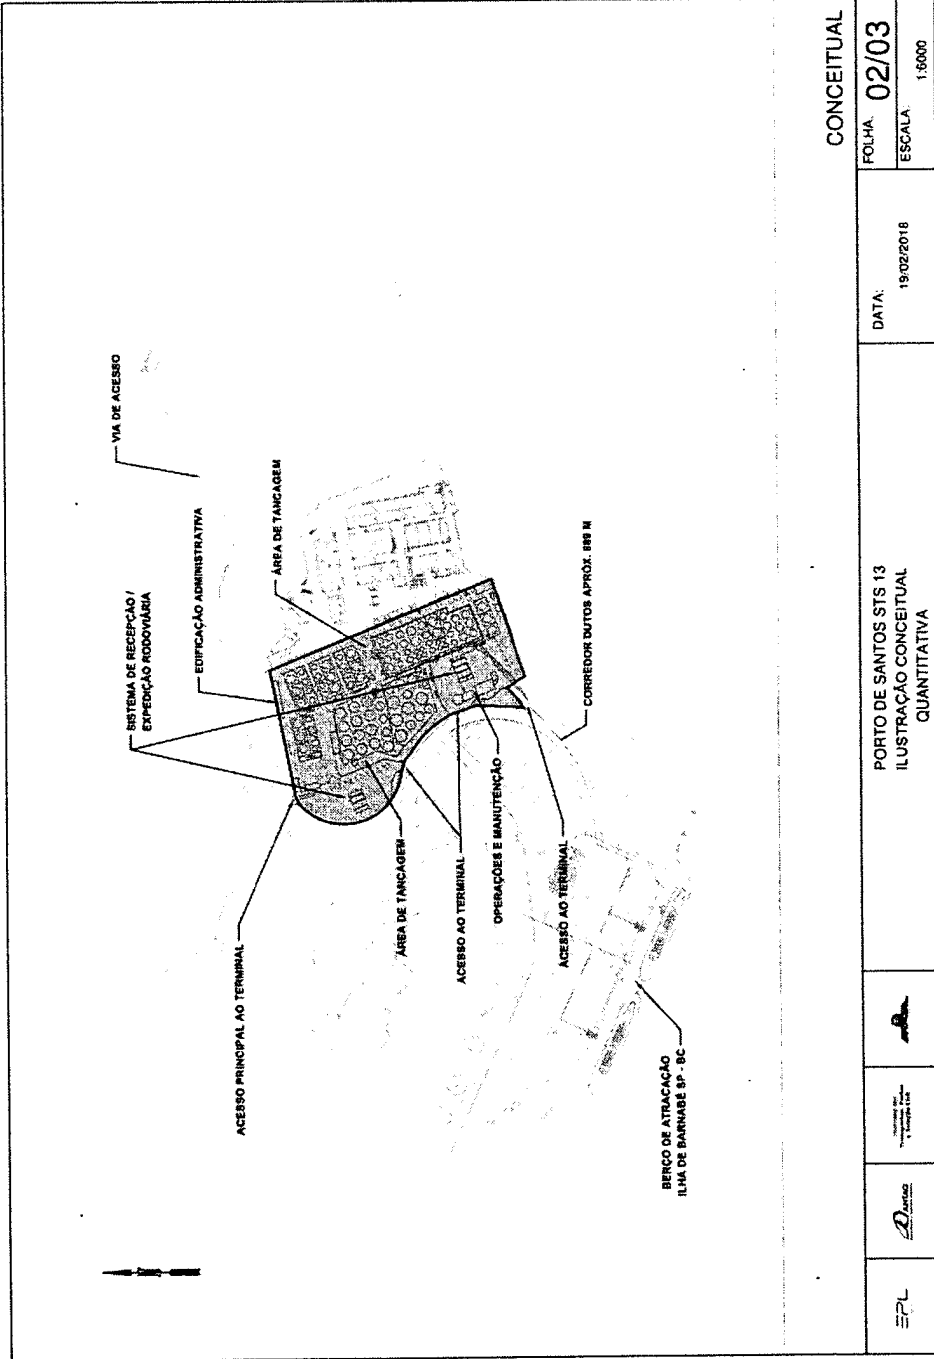 VIA DE ACESSO
SISTEMA DE RECEPÇÃO /
EXPEDIÇÃO RODOVIÁRIA
EDIFICAÇÃO ADMINISTRATIVA
ÁREA DE TANCAGEM
ACESSO PRINCIPAL AO TERMINAL
ÁREA DE TANCAGEM
ACESSO AO TERMINAL
OPERAÇÕES E MANUTENÇÃO
ACESSO AO TERMINAL
CORREDOR DUTOS APROX. 889 M
BERÇO DE ATRACAÇÃO
ILHA DE BARNABÉ SP - BC
CONCEITUAL
EPL
ANTAQ
PORTO DE SANTOS STS 13
ILUSTRAÇÃO CONCEITUAL
QUANTITATIVA
DATA:
19/02/2018
FOLHA: 02/03
ESCALA:
1:6000